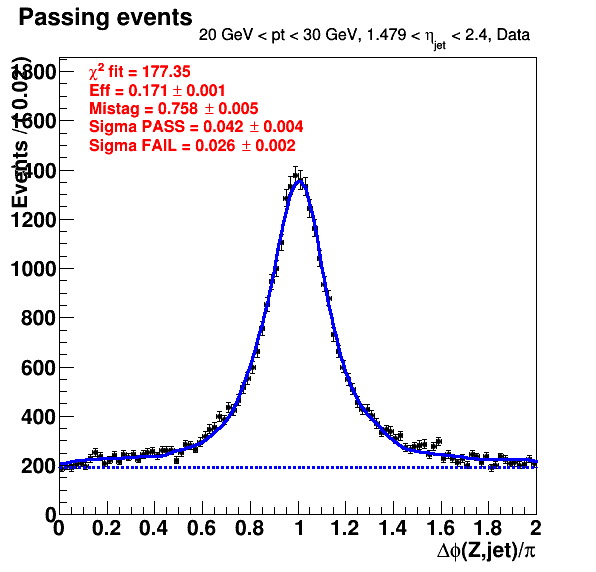 Passing events
20 GeV < pt < 30 GeV, 1.479 < η_jet < 2.4, Data
χ² fit = 177.35
Eff = 0.171 ± 0.001
Mistag = 0.758 ± 0.005
Sigma PASS = 0.042 ± 0.004
Sigma FAIL = 0.026 ± 0.002
Events / ( 0.02 )
1800
1600
1400
1200
1000
800
600
400
200
0
0 0.2 0.4 0.6 0.8 1 1.2 1.4 1.6 1.8 2
Δϕ(Z,jet)/π